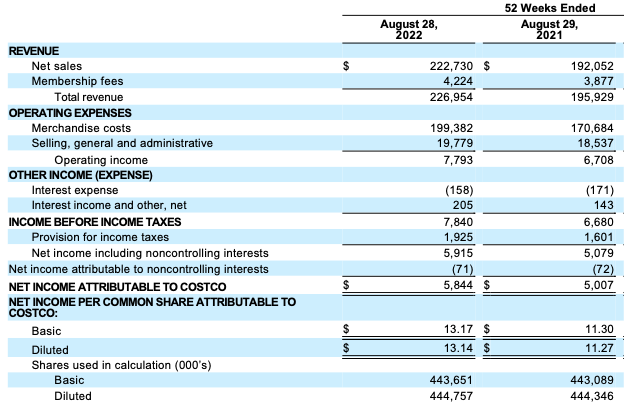 52 Weeks Ended
August 28, 2022 August 29, 2021
REVENUE
Net sales $ 222,730 $ 192,052
Membership fees 4,224 3,877
Total revenue 226,954 195,929
OPERATING EXPENSES
Merchandise costs 199,382 170,684
Selling, general and administrative 19,779 18,537
Operating income 7,793 6,708
OTHER INCOME (EXPENSE)
Interest expense (158) (171)
Interest income and other, net 205 143
INCOME BEFORE INCOME TAXES 7,840 6,680
Provision for income taxes 1,925 1,601
Net income including noncontrolling interests 5,915 5,079
Net income attributable to noncontrolling interests (71) (72)
NET INCOME ATTRIBUTABLE TO COSTCO $ 5,844 $ 5,007
NET INCOME PER COMMON SHARE ATTRIBUTABLE TO
COSTCO:
Basic $ 13.17 $ 11.30
Diluted $ 13.14 $ 11.27
Shares used in calculation (000's)
Basic 443,651 443,089
Diluted 444,757 444,346